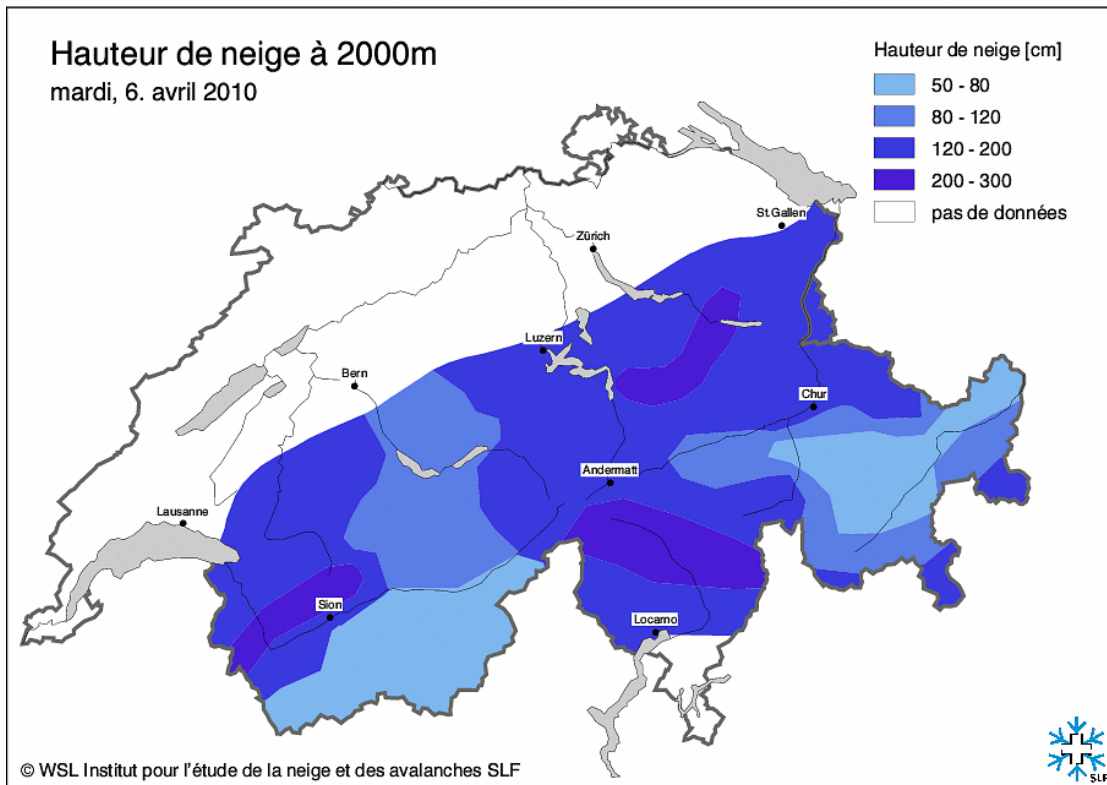 Hauteur de neige à 2000m
mardi, 6. avril 2010
Hauteur de neige [cm]
50 - 80
80 - 120
120 - 200
200 - 300
pas de données
St.Gallen
Zürich
Luzern
Bern
Chur
Andermatt
Lausanne
Sion
Locarno
© WSL Institut pour l'étude de la neige et des avalanches SLF
SLF